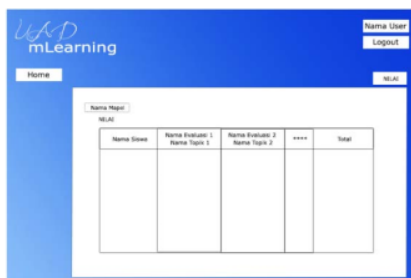 UAD
mLearning
Nama User
Logout
Home
NILAI
Nama Mapel
NILAI
Nama Siswa
Nama Evaluasi 1
Nama Topik 1
Nama Evaluasi 2
Nama Topik 2
****
Total